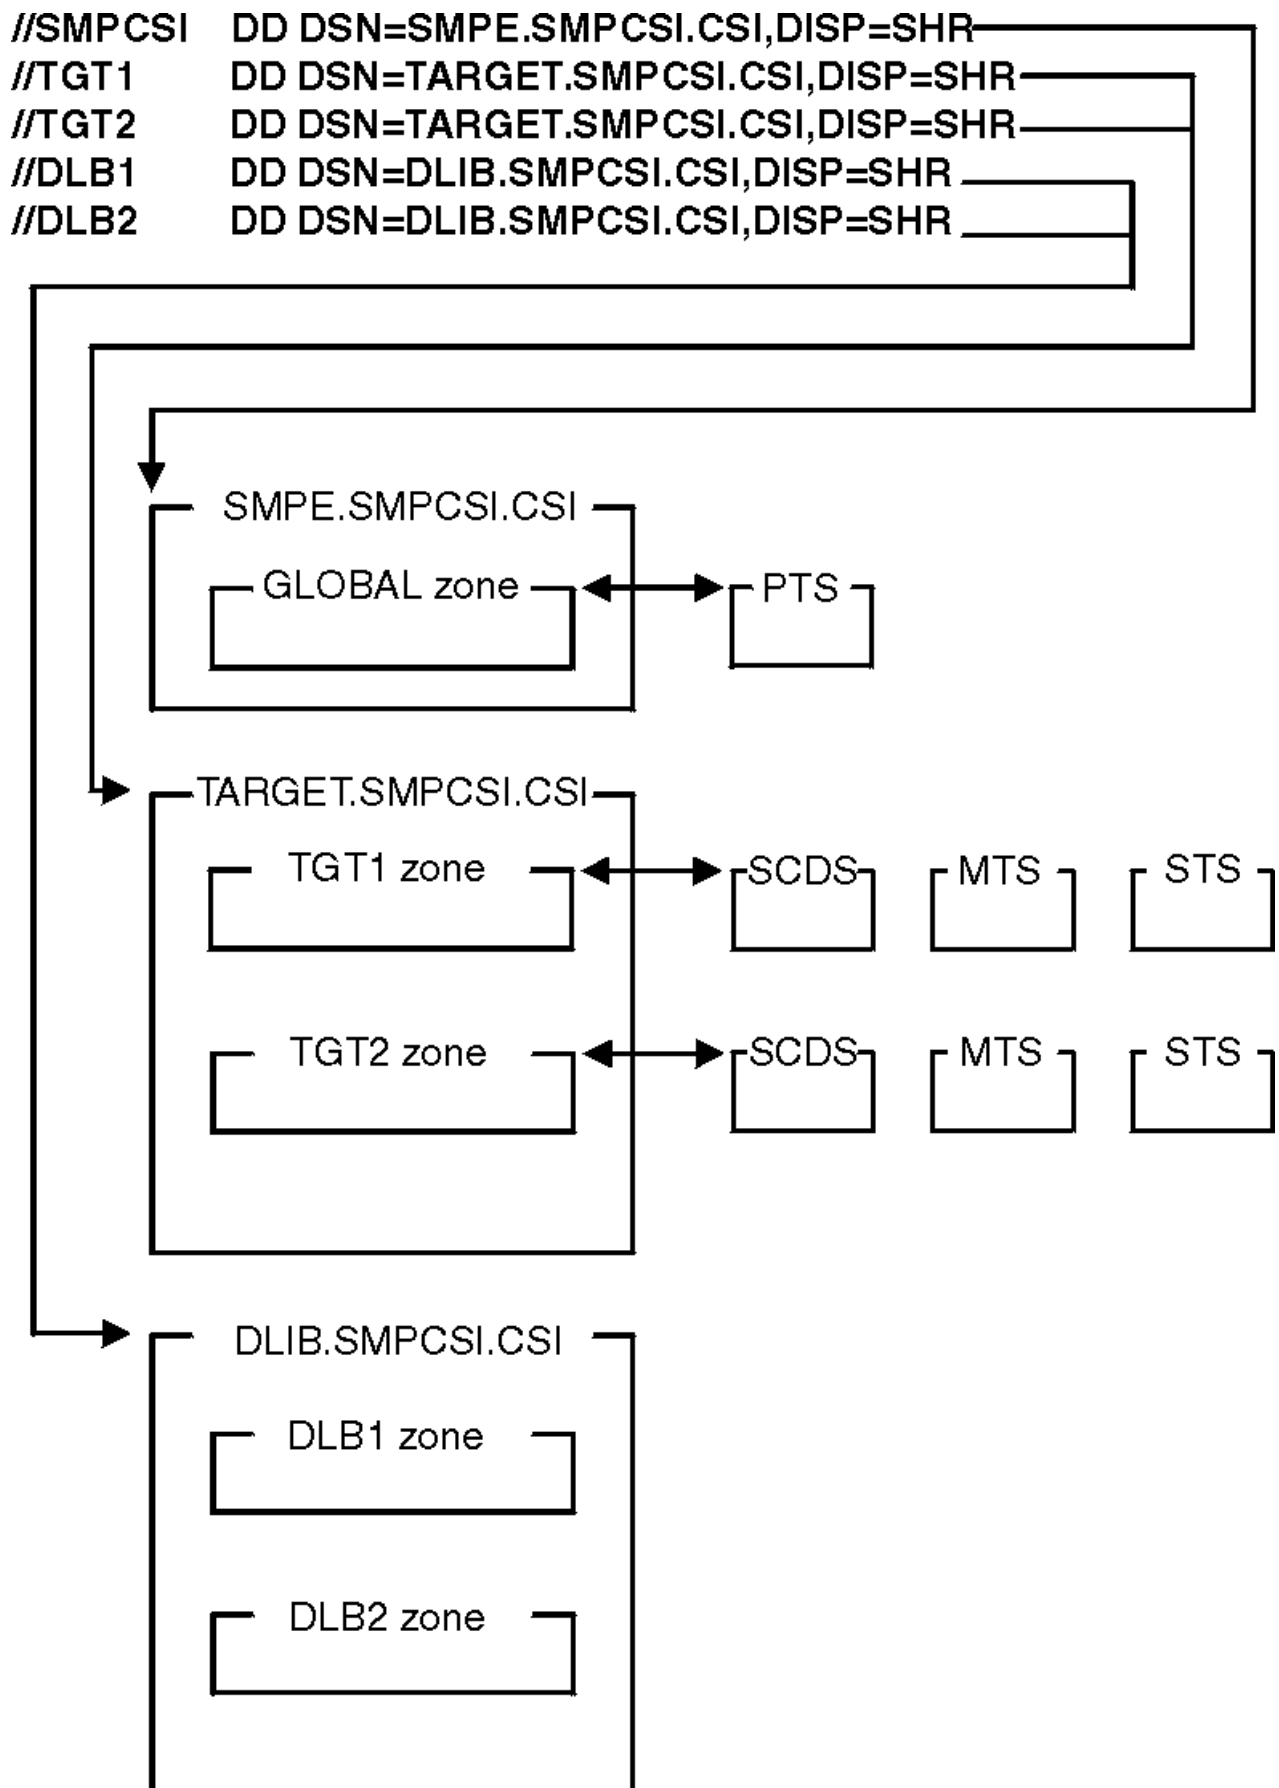 //SMPCSI DD DSN=SMPE.SMPCSI.CSI,DISP=SHR
//TGT1 DD DSN=TARGET.SMPCSI.CSI,DISP=SHR
//TGT2 DD DSN=TARGET.SMPCSI.CSI,DISP=SHR
//DLB1 DD DSN=DLIB.SMPCSI.CSI,DISP=SHR
//DLB2 DD DSN=DLIB.SMPCSI.CSI,DISP=SHR
SMPE.SMPCSI.CSI
GLOBAL zone PTS
TARGET.SMPCSI.CSI
TGT1 zone SCDS MTS STS
TGT2 zone SCDS MTS STS
DLIB.SMPCSI.CSI
DLB1 zone
DLB2 zone